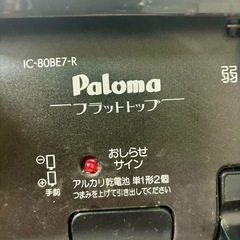 IC-80BE7-R
弱
Paloma
フラットトップ
おしらせ
サイン
手前
アルカリ乾電池 単1形2個
つまみを上げて引き出してください